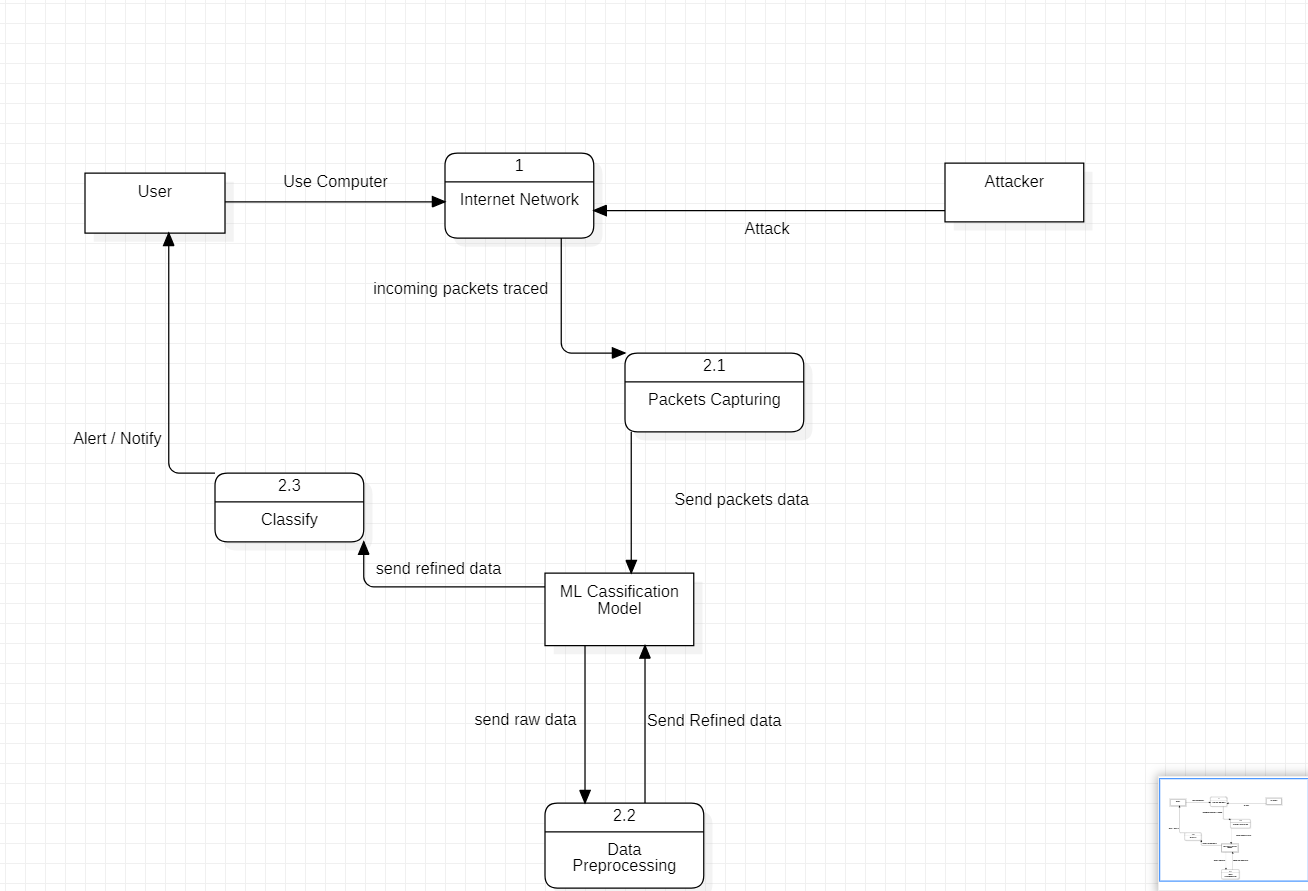 1
User
Use Computer
Internet Network
Attacker
Attack
incoming packets traced
2.1
Packets Capturing
Alert / Notify
2.3
Classify
Send packets data
send refined data
ML Cassification
Model
send raw data
Send Refined data
2.2
Data
Preprocessing